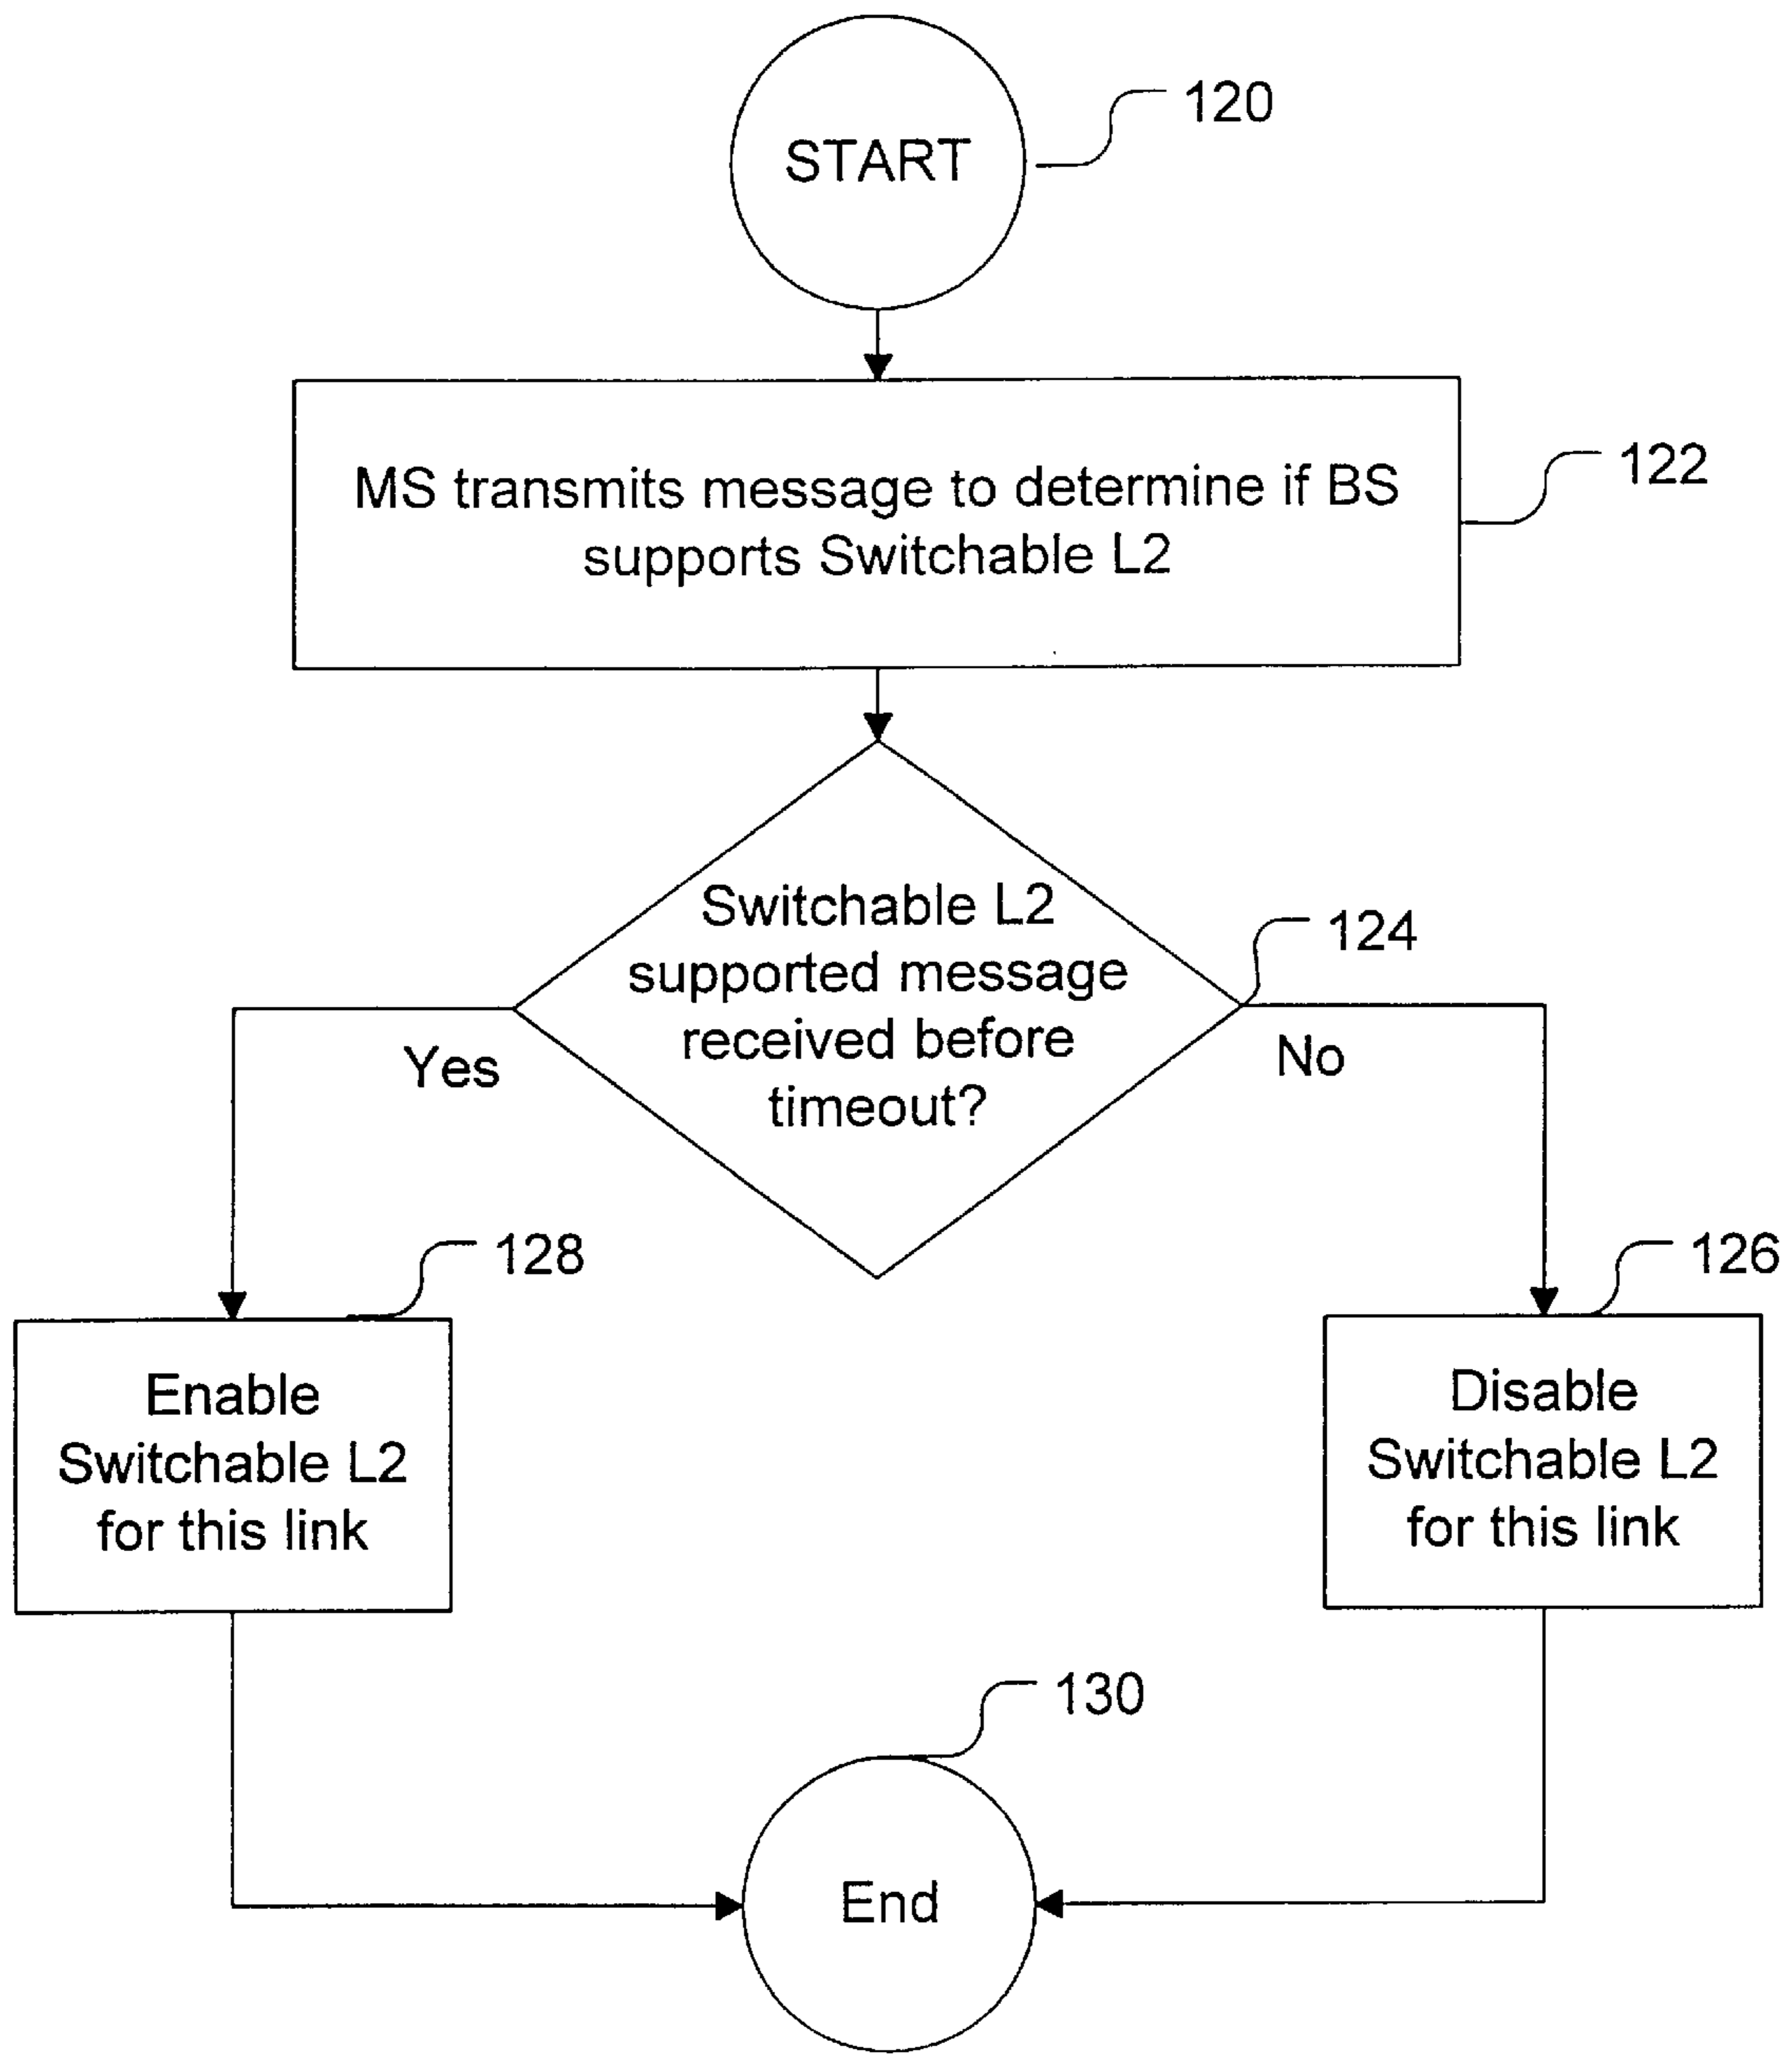 START
120
MS transmits message to determine if BS
supports Switchable L2
122
Switchable L2
supported message
received before
timeout?
124
Yes
No
128
126
Enable
Switchable L2
for this link
Disable
Switchable L2
for this link
130
End